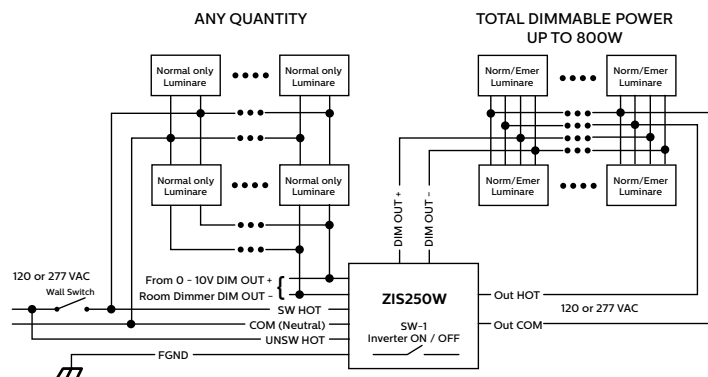 ANY QUANTITY
TOTAL DIMMABLE POWER
UP TO 800W
Normal only
Luminare
Normal only
Luminare
Norm/Emer
Luminare
Norm/Emer
Luminare
Normal only
Luminare
Normal only
Luminare
Norm/Emer
Luminare
Norm/Emer
Luminare
DIM OUT +
DIM OUT -
120 or 277 VAC
Wall Switch
From 0 - 10V DIM OUT +
Room Dimmer DIM OUT -
{
SW HOT
COM (Neutral)
UNSW HOT
FGND
ZIS250W
SW-1
Inverter ON / OFF
Out HOT
120 or 277 VAC
Out COM